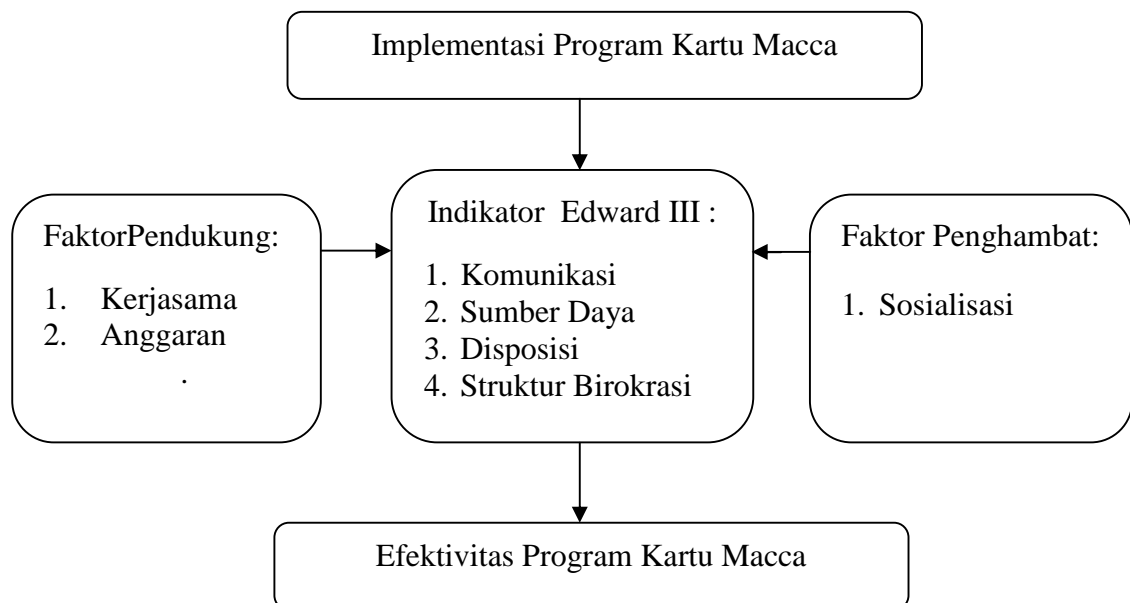 Implementasi Program Kartu Macca
FaktorPendukung:
1. Kerjasama
2. Anggaran
.
Indikator Edward III :
1. Komunikasi
2. Sumber Daya
3. Disposisi
4. Struktur Birokrasi
Faktor Penghambat:
1. Sosialisasi
Efektivitas Program Kartu Macca